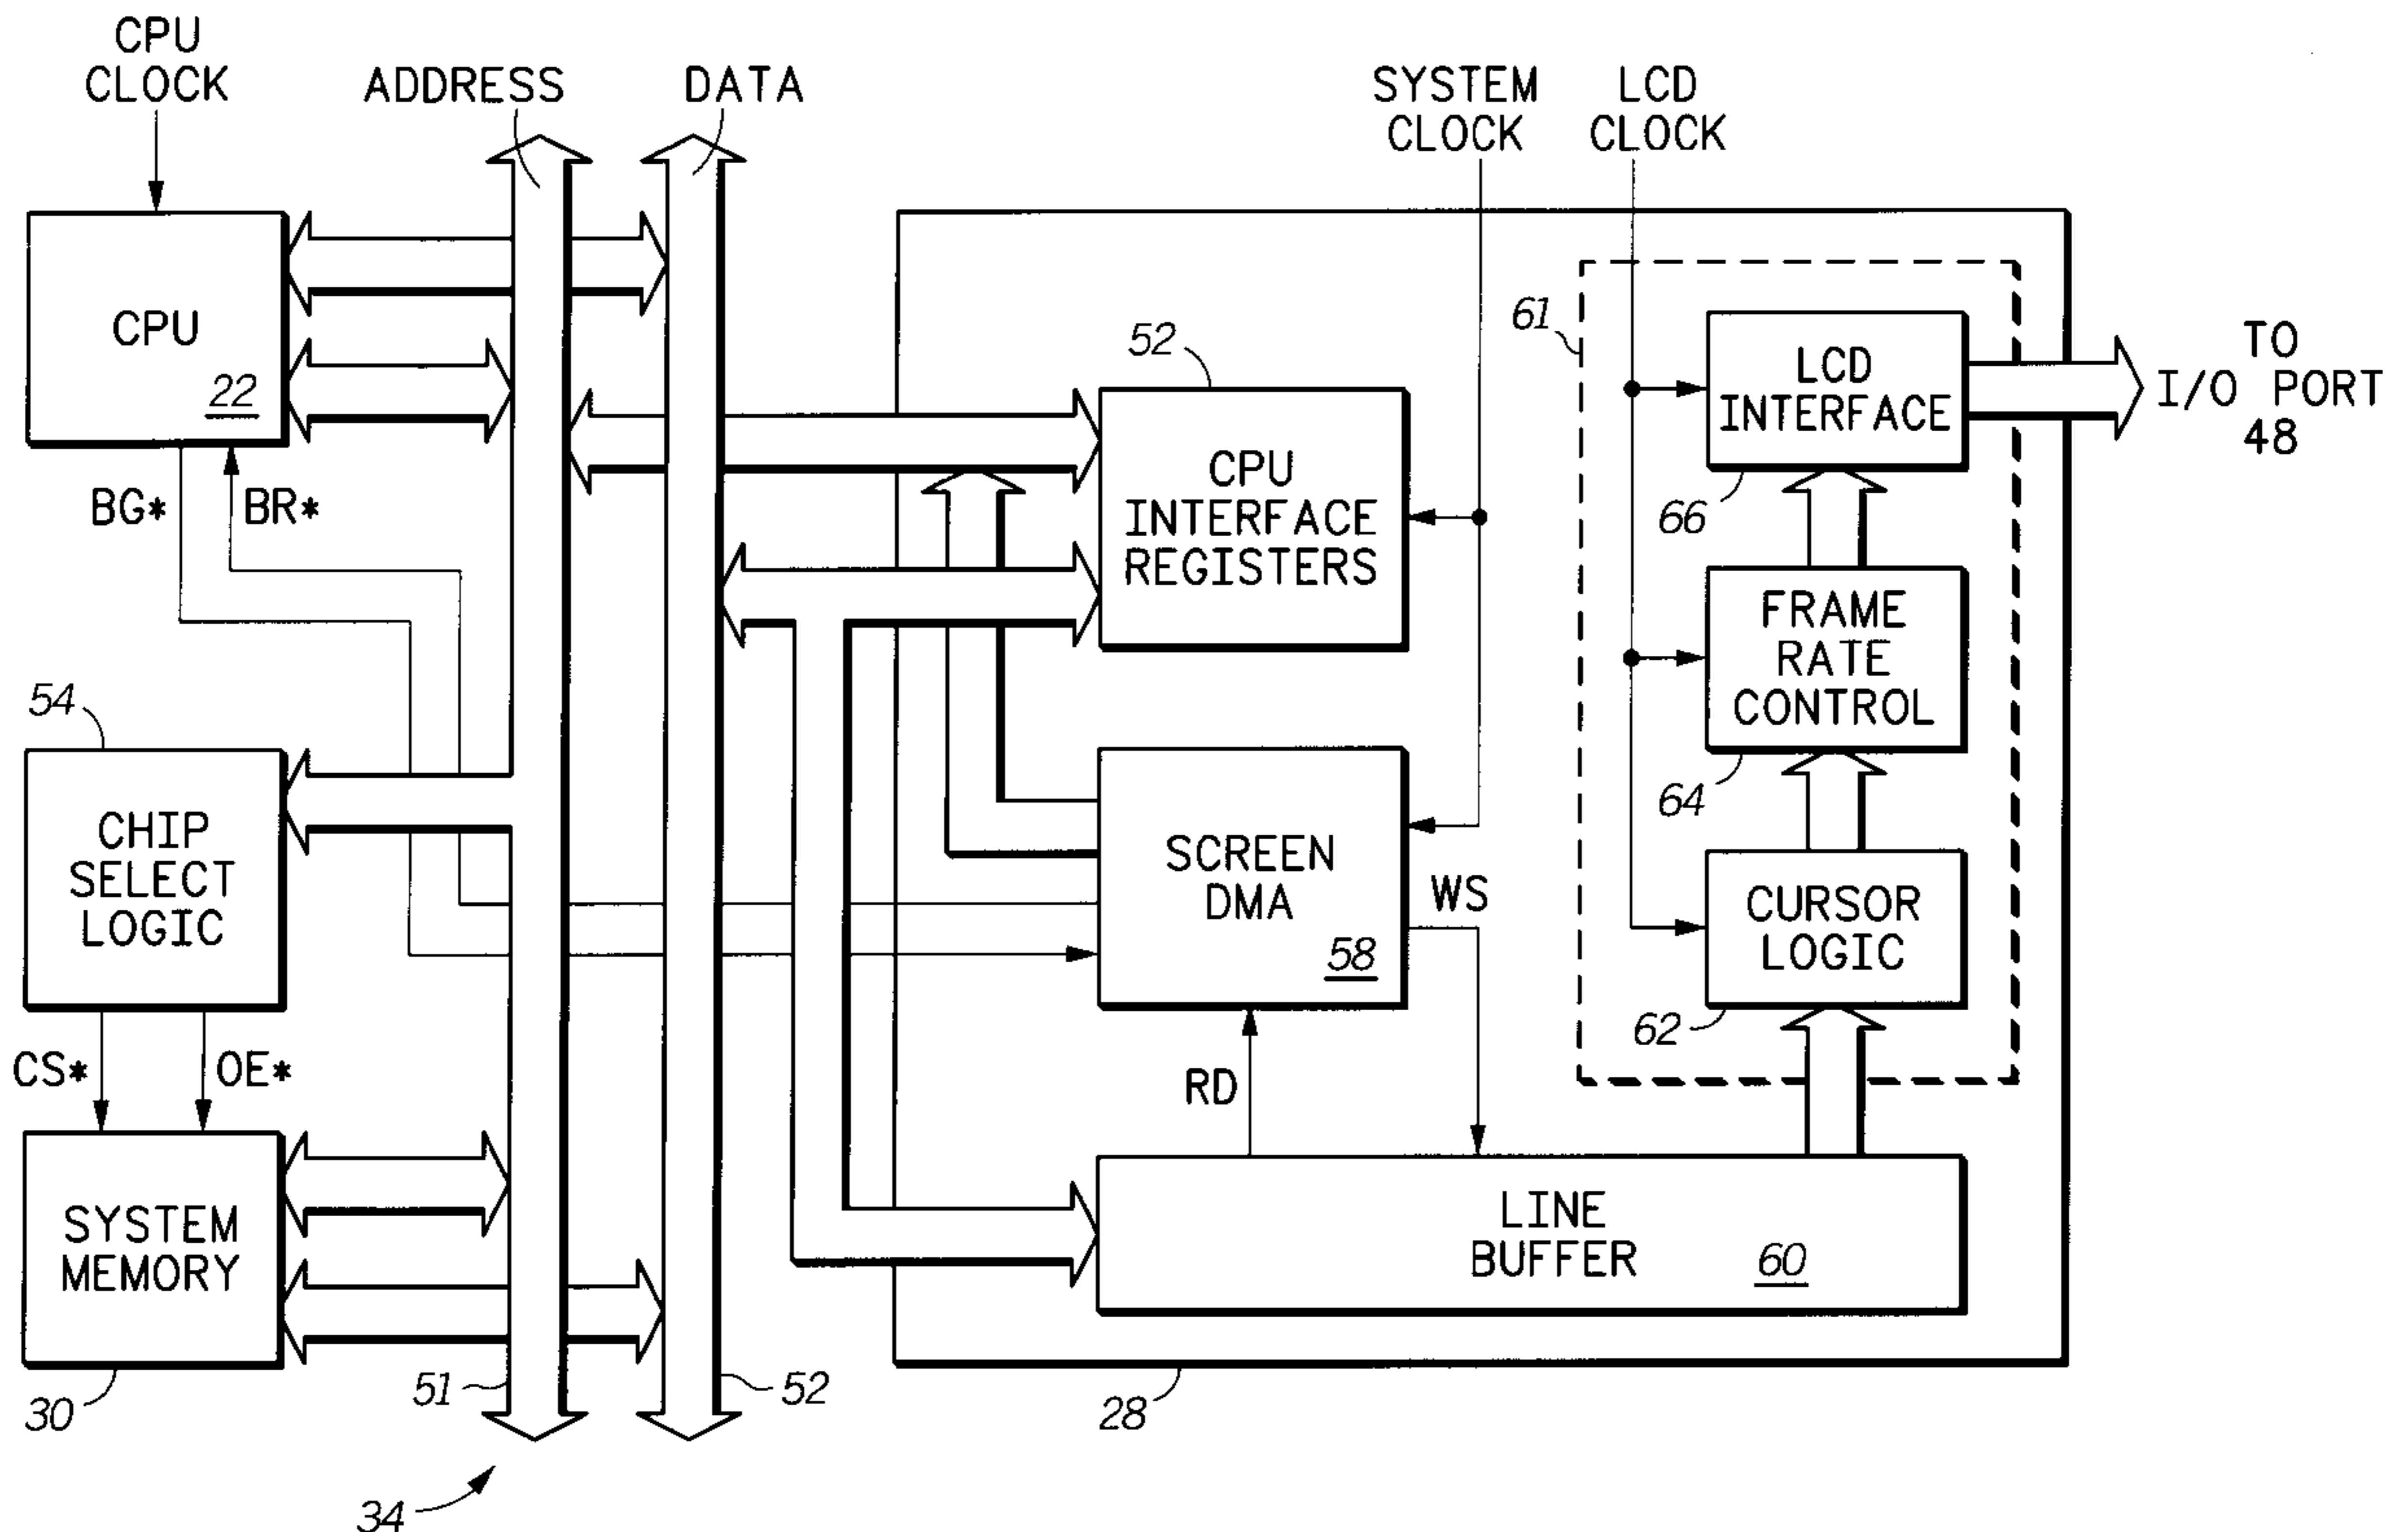 CPU
CLOCK
ADDRESS
DATA
SYSTEM
CLOCK
LCD
CLOCK
CPU
22
BG*
BR*
52
CPU
INTERFACE
REGISTERS
61
LCD
INTERFACE
66
TO
I/O PORT
48
FRAME
RATE
CONTROL
64
54
CHIP
SELECT
LOGIC
SCREEN
DMA
58
WS
CURSOR
LOGIC
62
CS*
OE*
RD
SYSTEM
MEMORY
30
LINE
BUFFER
60
51
52
28
34